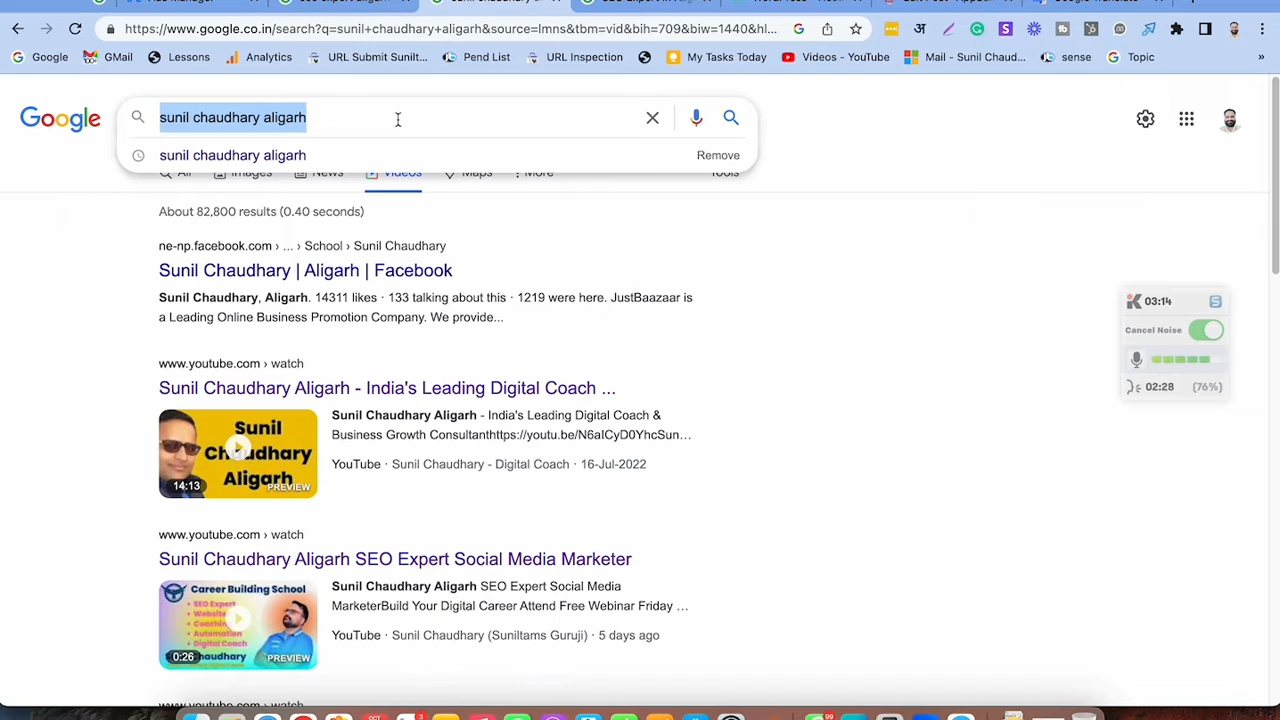 https://www.google.co.in/search?q=sunil+chaudhary+aligarh&source=lmns&tbm=vid&bih=709&biw=1440&hl...
Google GMail Lessons Analytics URL Submit Sunilt... Pend List URL Inspection My Tasks Today Videos - YouTube Mail - Sunil Chaud... sense Topic »
Google
sunil chaudhary aligarh
sunil chaudhary aligarh Remove
All Images News Videos Maps More Tools
About 82,800 results (0.40 seconds)
ne-np.facebook.com › ... › School › Sunil Chaudhary
Sunil Chaudhary | Aligarh | Facebook
Sunil Chaudhary, Aligarh. 14311 likes · 133 talking about this · 1219 were here. JustBaazaar is
a Leading Online Business Promotion Company. We provide...
03:14
Cancel Noise
02:28 (76%)
www.youtube.com › watch
Sunil Chaudhary Aligarh - India's Leading Digital Coach ...
Sunil
Chaudhary
Aligarh
14:13 PREVIEW
Sunil Chaudhary Aligarh - India's Leading Digital Coach &
Business Growth Consultanthttps://youtu.be/N6aICyD0YhcSun...
YouTube · Sunil Chaudhary - Digital Coach · 16-Jul-2022
www.youtube.com › watch
Sunil Chaudhary Aligarh SEO Expert Social Media Marketer
Career Building School
SEO Expert
Digital Coach
0:26 PREVIEW
Sunil Chaudhary Aligarh SEO Expert Social Media
MarketerBuild Your Digital Career Attend Free Webinar Friday ...
YouTube · Sunil Chaudhary (Suniltams Guruji) · 5 days ago